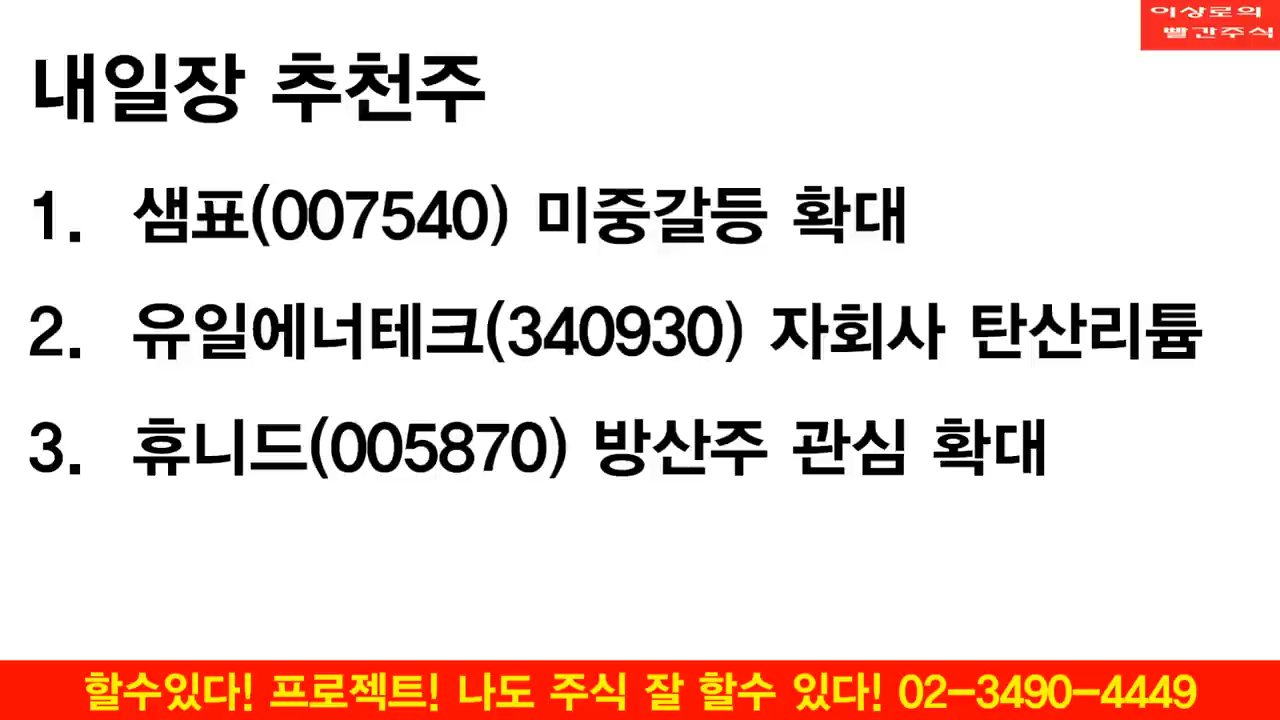 이상로의
빨간주식
내일장 추천주
1. 샘표(007540) 미중갈등 확대
2. 유일에너테크(340930) 자회사 탄산리튬
3. 휴니드(005870) 방산주 관심 확대
할수있다! 프로젝트! 나도 주식 잘 할수 있다! 02-3490-4449